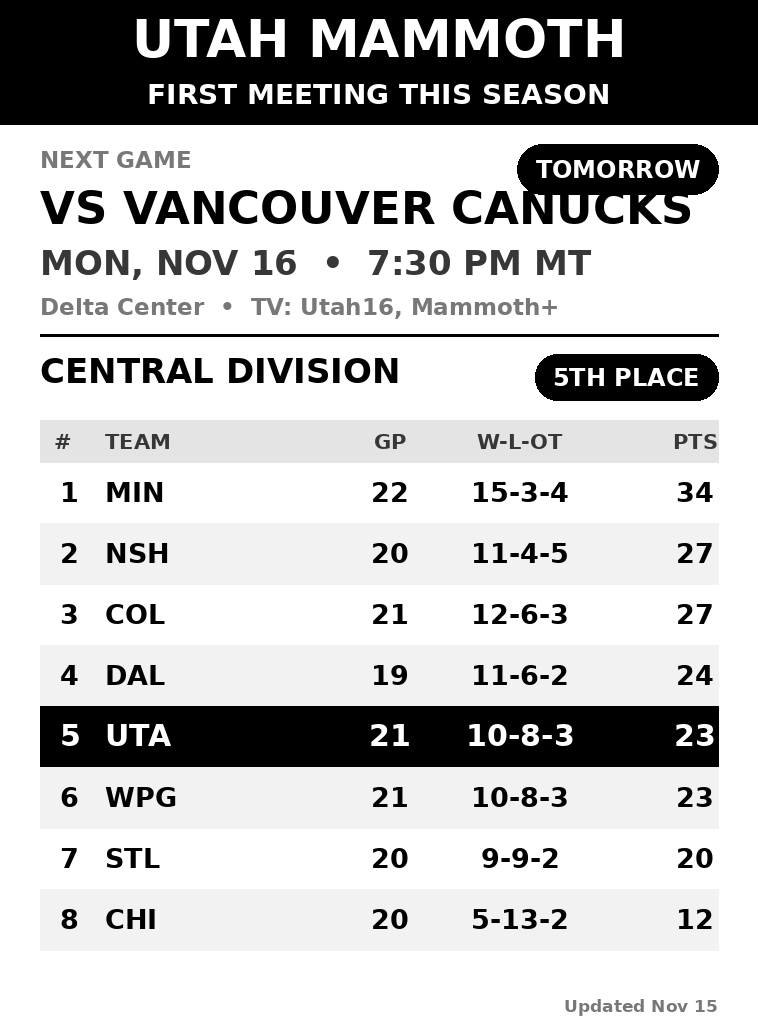 UTAH MAMMOTH
FIRST MEETING THIS SEASON
NEXT GAME
TOMORROW
VS VANCOUVER CANUCKS
MON, NOV 16 • 7:30 PM MT
Delta Center • TV: Utah16, Mammoth+
CENTRAL DIVISION
5TH PLACE
# TEAM GP W-L-OT PTS
1 MIN 22 15-3-4 34
2 NSH 20 11-4-5 27
3 COL 21 12-6-3 27
4 DAL 19 11-6-2 24
5 UTA 21 10-8-3 23
6 WPG 21 10-8-3 23
7 STL 20 9-9-2 20
8 CHI 20 5-13-2 12
Updated Nov 15